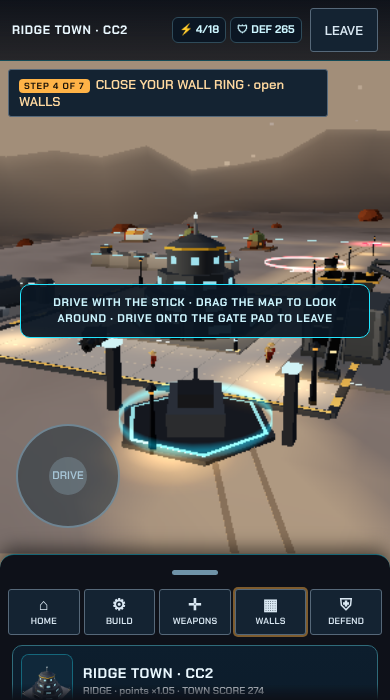 RIDGE TOWN · CC2
⚡ 4/18
🛡 DEF 265
LEAVE
STEP 4 OF 7 CLOSE YOUR WALL RING · open
WALLS
DRIVE WITH THE STICK · DRAG THE MAP TO LOOK
AROUND · DRIVE ONTO THE GATE PAD TO LEAVE
DRIVE
HOME
BUILD
WEAPONS
WALLS
DEFEND
RIDGE TOWN · CC2
RIDGE · points ×1.05 · TOWN SCORE 274